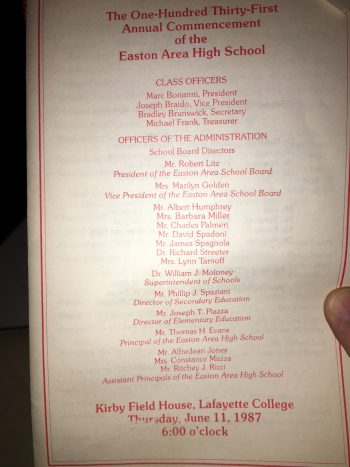 The One-Hundred Thirty-First
Annual Commencement
of the
Easton Area High School
CLASS OFFICERS
Marc Bonanni, President
Joseph Braido, Vice President
Bradley Brunswick, Secretary
Michael Frank, Treasurer
OFFICERS OF THE ADMINISTRATION
School Board Directors
Mr. Robert Litz
President of the Easton Area School Board
Mrs. Marilyn Golden
Vice President of the Easton Area School Board
Mr. Albert Humphrey
Mrs. Barbara Miller
Mr. Charles Palmeri
Mr. David Spadoni
Mr. James Spagnola
Dr. Richard Streeter
Mrs. Lynn Tarnoff
Dr. William J. Moloney
Superintendent of Schools
Mr. Phillip J. Spaziani
Director of Secondary Education
Mr. Joseph T. Piazza
Director of Elementary Education
Mr. Thomas H. Evans
Principal of the Easton Area High School
Mr. Alfredean Jones
Mrs. Constance Mazza
Mr. Ritchey J. Ricci
Assistant Principals of the Easton Area High School
Kirby Field House, Lafayette College
Thursday, June 11, 1987
6:00 o'clock